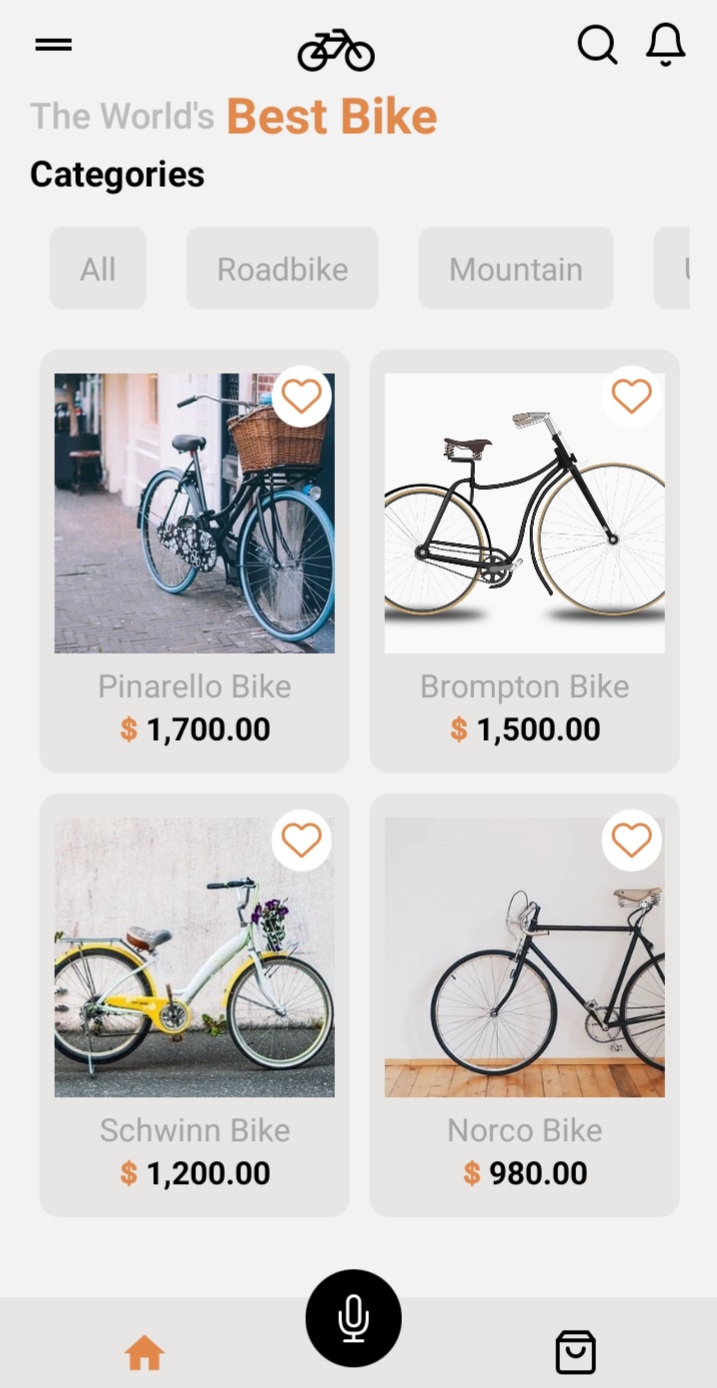 The World's Best Bike
Categories
All Roadbike Mountain
Pinarello Bike Brompton Bike
$ 1,700.00 $ 1,500.00
Schwinn Bike Norco Bike
$ 1,200.00 $ 980.00